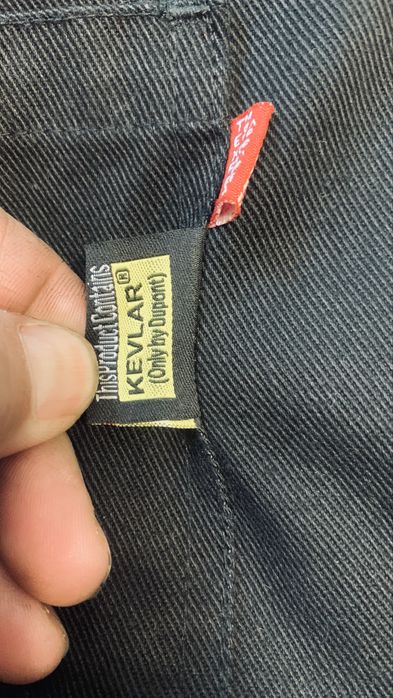 This Product Contains
KEVLAR®
(Only by Dupont)